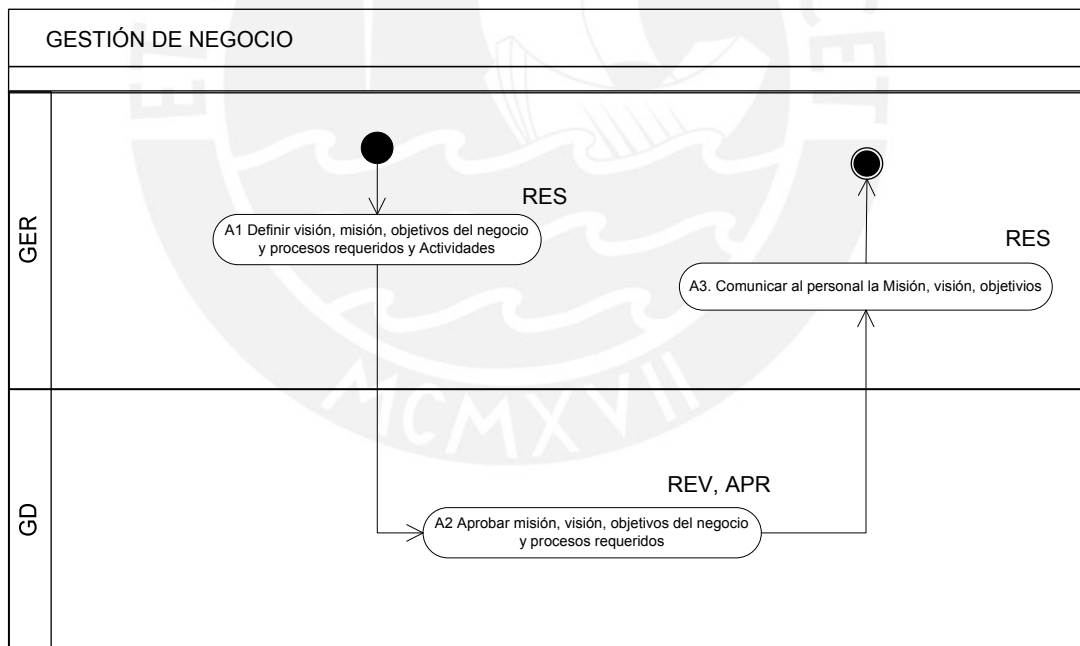 GESTIÓN DE NEGOCIO
GER
RES
A1 Definir visión, misión, objetivos del negocio
y procesos requeridos y Actividades
RES
A3. Comunicar al personal la Misión, visión, objetivios
MCMXVII
GD
REV, APR
A2 Aprobar misión, visión, objetivos del negocio
y procesos requeridos